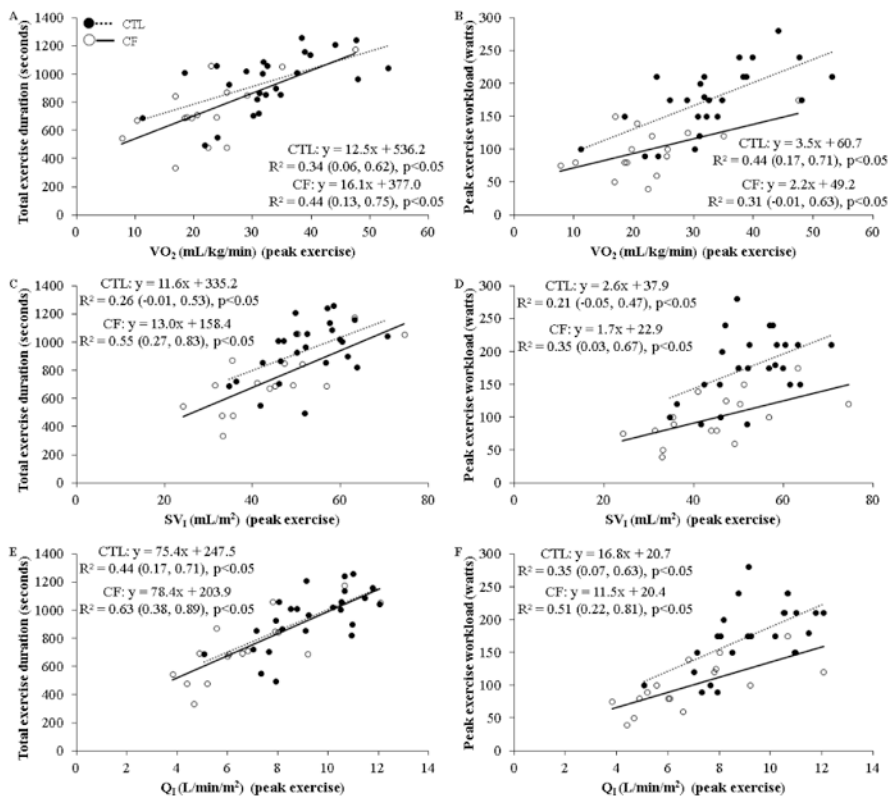 A
CTL
CF
Total exercise duration (seconds)
1400
1200
1000
800
600
400
200
0
CTL: y = 12.5x + 536.2
R² = 0.34 (0.06, 0.62), p<0.05
CF: y = 16.1x + 377.0
R² = 0.44 (0.13, 0.75), p<0.05
0 10 20 30 40 50 60
VO₂ (mL/kg/min) (peak exercise)
B
Peak exercise workload (watts)
300
250
200
150
100
50
0
CTL: y = 3.5x + 60.7
R² = 0.44 (0.17, 0.71), p<0.05
CF: y = 2.2x + 49.2
R² = 0.31 (-0.01, 0.63), p<0.05
0 10 20 30 40 50 60
VO₂ (mL/kg/min) (peak exercise)
C
Total exercise duration (seconds)
CTL: y = 11.6x + 335.2
R² = 0.26 (-0.01, 0.53), p<0.05
CF: y = 13.0x + 158.4
R² = 0.55 (0.27, 0.83), p<0.05
1400
1200
1000
800
600
400
200
0
0 20 40 60 80
SVI (mL/m²) (peak exercise)
D
Peak exercise workload (watts)
CTL: y = 2.6x + 37.9
R² = 0.21 (-0.05, 0.47), p<0.05
CF: y = 1.7x + 22.9
R² = 0.35 (0.03, 0.67), p<0.05
300
250
200
150
100
50
0
0 20 40 60 80
SVI (mL/m²) (peak exercise)
E
Total exercise duration (seconds)
CTL: y = 75.4x + 247.5
R² = 0.44 (0.17, 0.71), p<0.05
CF: y = 78.4x + 203.9
R² = 0.63 (0.38, 0.89), p<0.05
1400
1200
1000
800
600
400
200
0
0 2 4 6 8 10 12 14
QI (L/min/m²) (peak exercise)
F
Peak exercise workload (watts)
CTL: y = 16.8x + 20.7
R² = 0.35 (0.07, 0.63), p<0.05
CF: y = 11.5x + 20.4
R² = 0.51 (0.22, 0.81), p<0.05
300
250
200
150
100
50
0
0 2 4 6 8 10 12 14
QI (L/min/m²) (peak exercise)